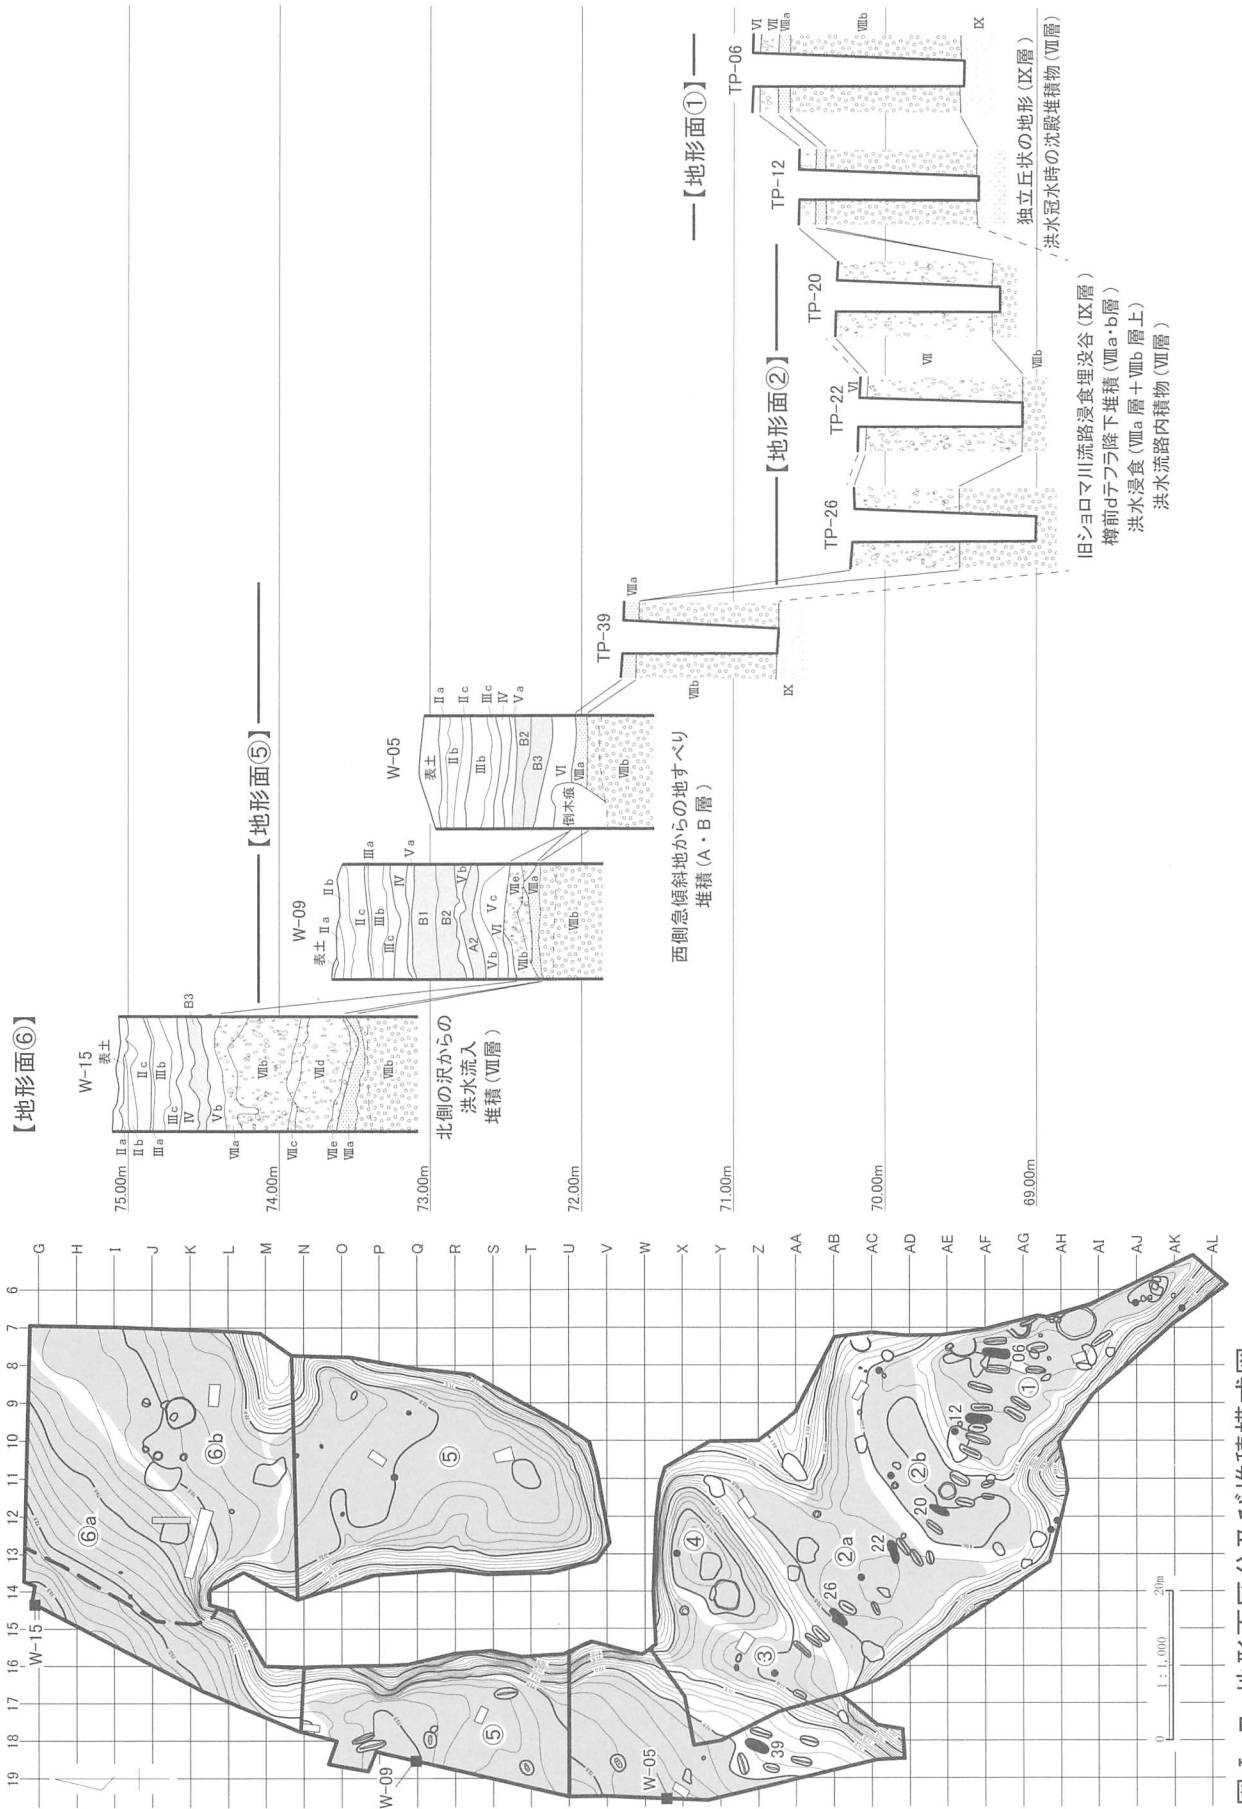 【地形面⑥】
W-15
表土
Ⅱa
Ⅱb
Ⅱc
Ⅲa
Ⅲb
Ⅲc
Ⅳ
B3
Ⅴb
Ⅶa
Ⅶb
Ⅶc
Ⅶd
Ⅶe
Ⅷa
Ⅷb
北側の沢からの
洪水流入
堆積(Ⅶ層)
【地形面⑤】
W-09
表土
Ⅱa
Ⅱb
Ⅱc
Ⅲa
Ⅲb
Ⅲc
Ⅳ
Ⅴa
B1
B2
Ⅴb
A2
Ⅴb
Ⅴc
Ⅵ
Ⅶb
Ⅶe
Ⅷa
Ⅷb
W-05
表土
Ⅱa
Ⅱb
Ⅱc
Ⅲb
Ⅲc
Ⅳ
Ⅴa
B2
B3
Ⅵ
倒木痕
Ⅷa
Ⅷb
西側急傾斜地からの地すべり
堆積(A・B層)
TP-39
Ⅷa
Ⅷb
Ⅸ
【地形面②】
TP-26
TP-22
Ⅵ
TP-20
Ⅶ
Ⅷb
旧ショロマ川流路浸食埋没谷(Ⅸ層)
樽前dテフラ降下堆積(Ⅷa・b層)
洪水浸食(Ⅷa層+Ⅷb層上)
洪水流路内積物(Ⅶ層)
【地形面①】
TP-12
TP-06
Ⅵ
Ⅶ
Ⅷa
Ⅷb
Ⅸ
独立丘状の地形(Ⅸ層)
洪水冠水時の沈殿堆積物(Ⅶ層)
75.00m
74.00m
73.00m
72.00m
71.00m
70.00m
69.00m
G H I J K L M N O P Q R S T U V W X Y Z AA AB AC AD AE AF AG AH AI AJ AK AL
6
7
8
9
10
11
12
13
14
15
16
17
18
19
W-15
W-09
W-05
⑥a
⑥b
⑤
⑤
④
③
②a
②b
①
39
26
22
20
12
06
0
1:1,000
20m